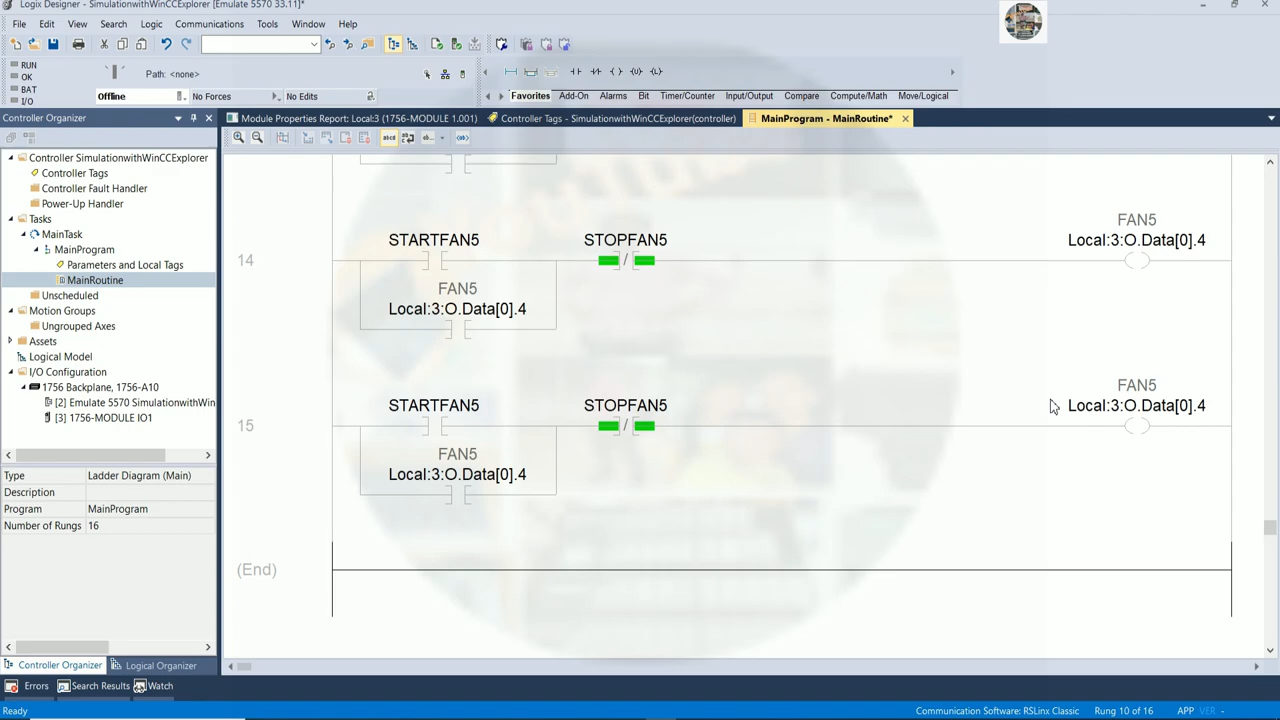 Logix Designer - SimulationwithWinCCExplorer [Emulate 5570 33.11]*
File Edit View Search Logic Communications Tools Window Help
RUN
OK
BAT
I/O
Path: <none>
Offline
No Forces
No Edits
Favorites Add-On Alarms Bit Timer/Counter Input/Output Compare Compute/Math Move/Logical
Controller Organizer
Module Properties Report: Local:3 (1756-MODULE 1.001)
Controller Tags - SimulationwithWinCCExplorer(controller)
MainProgram - MainRoutine*
Controller SimulationwithWinCCExplorer
Controller Tags
Controller Fault Handler
Power-Up Handler
Tasks
MainTask
MainProgram
Parameters and Local Tags
MainRoutine
Unscheduled
Motion Groups
Ungrouped Axes
Assets
Logical Model
I/O Configuration
1756 Backplane, 1756-A10
[2] Emulate 5570 SimulationwithWin
[3] 1756-MODULE IO1
Type Ladder Diagram (Main)
Description
Program MainProgram
Number of Rungs 16
Controller Organizer
Logical Organizer
14
STARTFAN5
STOPFAN5
FAN5
Local:3:O.Data[0].4
FAN5
Local:3:O.Data[0].4
15
STARTFAN5
STOPFAN5
FAN5
Local:3:O.Data[0].4
FAN5
Local:3:O.Data[0].4
(End)
Errors
Search Results
Watch
Ready
Communication Software: RSLinx Classic
Rung 10 of 16
APP
VER